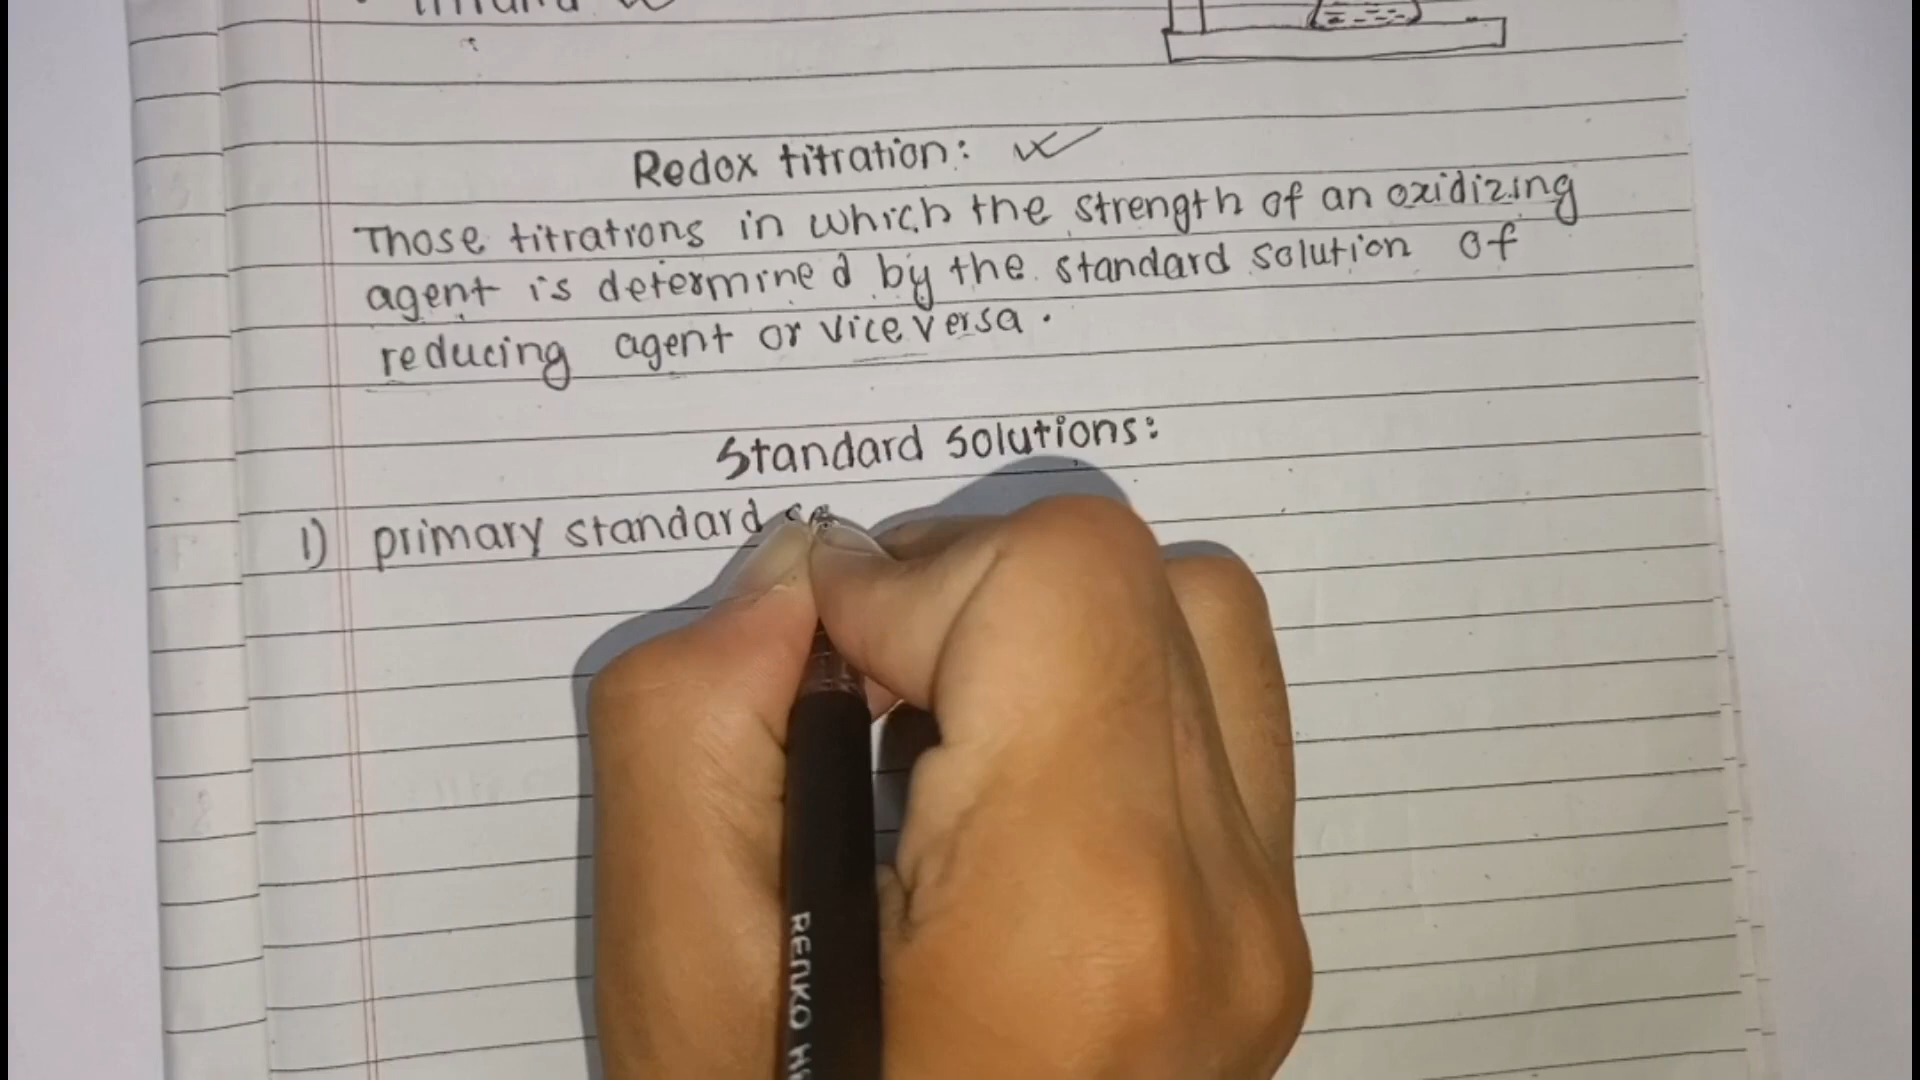 Redox titration:
Those titrations in which the strength of an oxidizing
agent is determined by the standard solution of
reducing agent or vice versa.
Standard solutions:
1) primary standard
RENKO